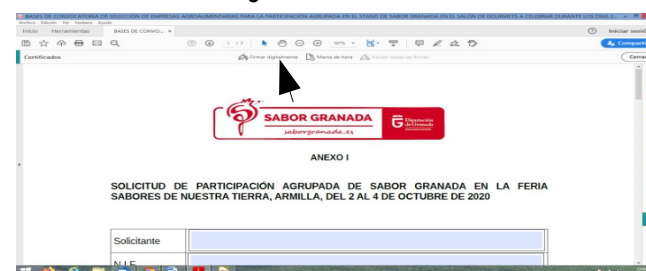 BASES DE CONVOCATORIA DE SELECCIÓN DE EMPRESAS AGROALIMENTARIAS PARA LA PARTICIPACIÓN AGRUPADA EN EL STAND DE SABOR GRANADA EN EL SALÓN DE GOURMETS A CELEBRAR DURANTE LOS DÍAS
Archivo Edición Ver Ventana Ayuda
Inicio Herramientas BASES DE CONVO... × Iniciar sesió
1 / 2 Compartir
Certificados Firmar digitalmente Marca de hora Validar todas las firmas Cerrar
SABOR GRANADA
saborgranada.es
Diputación
de Granada
ANEXO I
SOLICITUD DE PARTICIPACIÓN AGRUPADA DE SABOR GRANADA EN LA FERIA
SABORES DE NUESTRA TIERRA, ARMILLA, DEL 2 AL 4 DE OCTUBRE DE 2020
Solicitante
N.I.F.